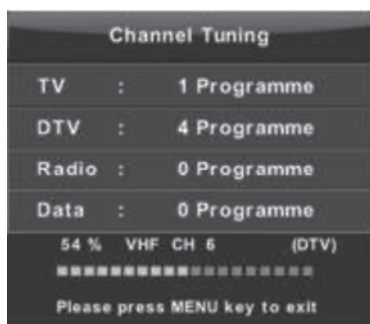 Channel Tuning
TV : 1 Programme
DTV : 4 Programme
Radio : 0 Programme
Data : 0 Programme
54 % VHF CH 6 (DTV)
Please press MENU key to exit